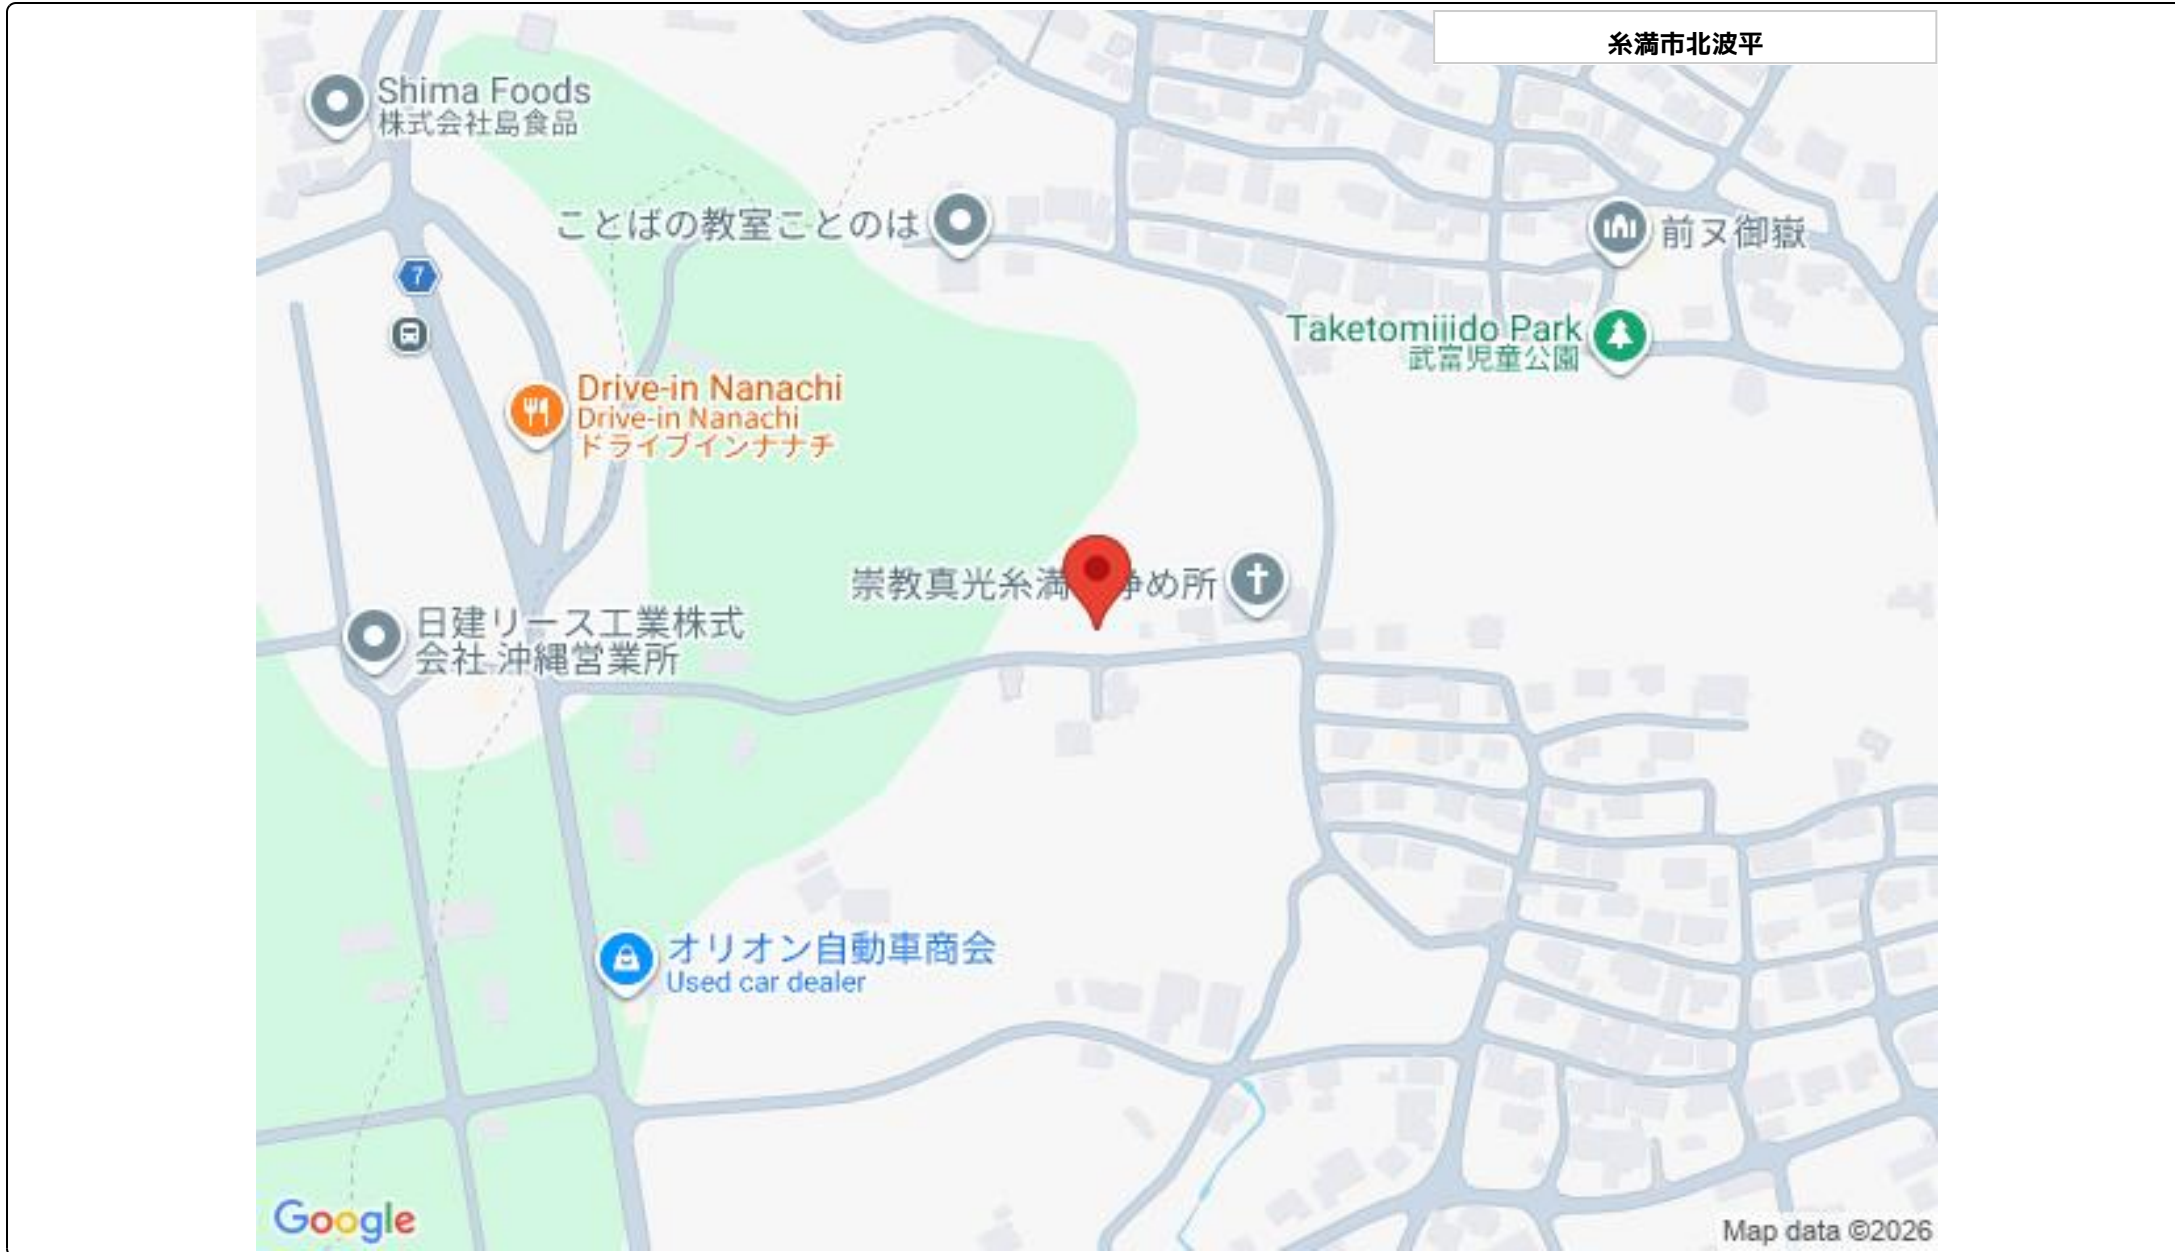 糸満市北波平
Shima Foods
株式会社島食品
ことばの教室ことのは
前ヌ御嶽
7
Taketomijido Park
武富児童公園
Drive-in Nanachi
Drive-in Nanachi
ドライブインナナチ
崇教真光糸満 め所
日建リース工業株式
会社 沖縄営業所
オリオン自動車商会
Used car dealer
Google
Map data ©2026